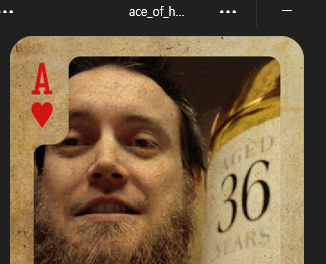 ace_of_h...
A
AGED
36
YEARS